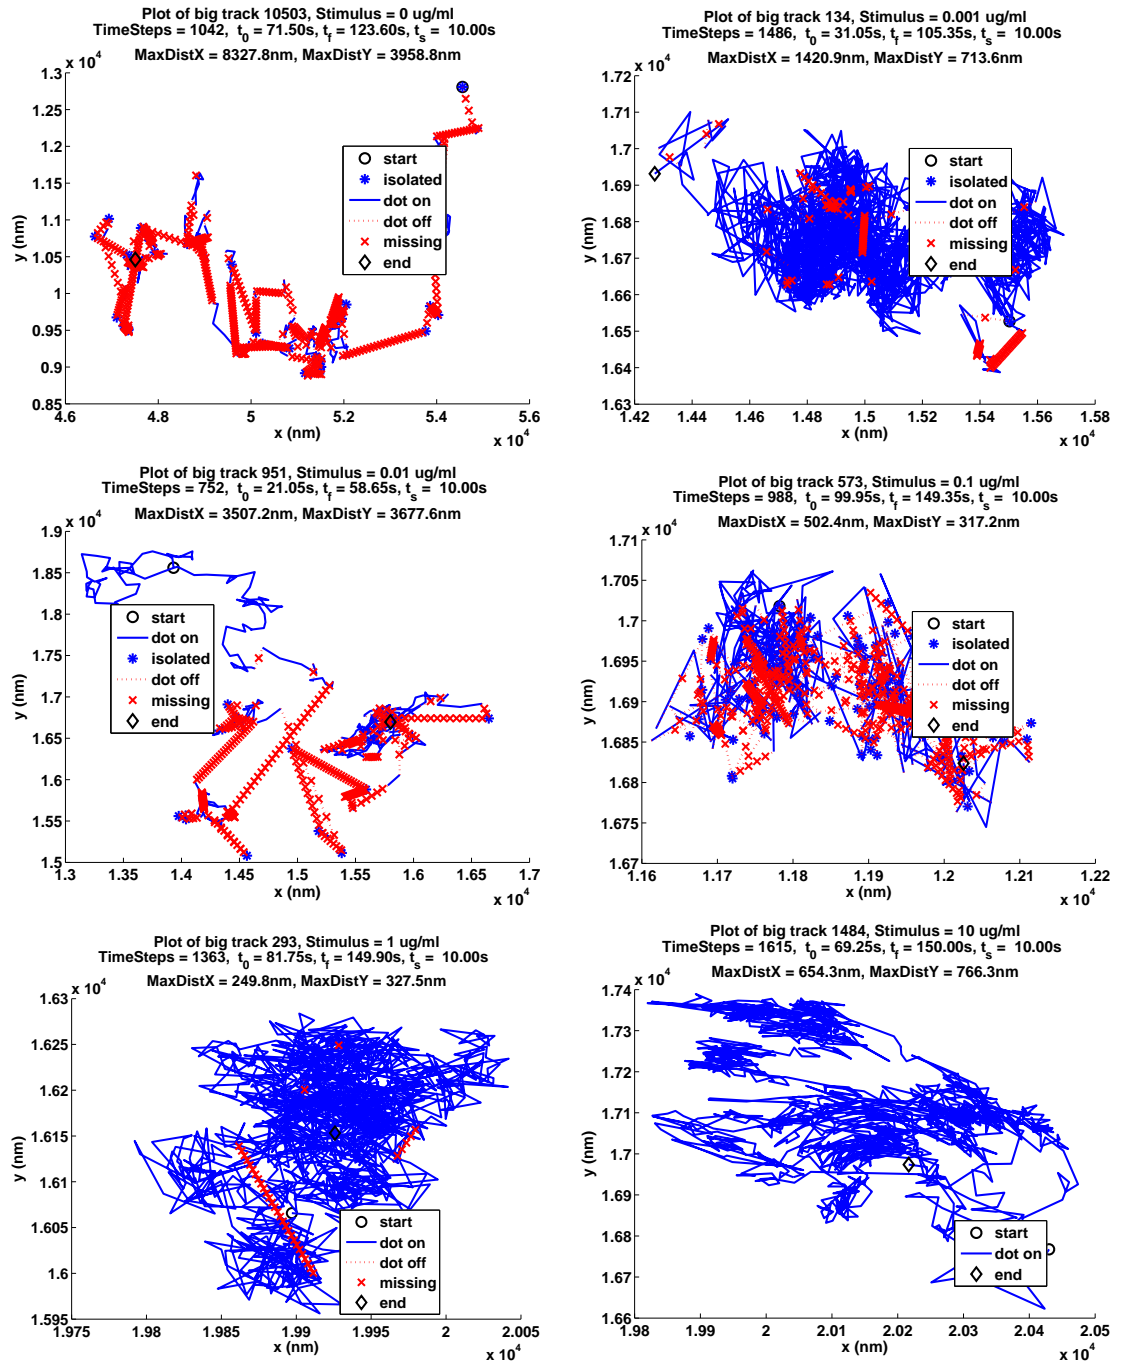 Plot of big track 10503, Stimulus = 0 ug/ml
TimeSteps = 1042, t_0 = 71.50s, t_f = 123.60s, t_s = 10.00s
MaxDistX = 8327.8nm, MaxDistY = 3958.8nm
x 10^4
1.3
1.25
1.2
1.15
1.1
1.05
1
0.95
0.9
0.85
y (nm)
start
isolated
dot on
dot off
missing
end
4.6 4.8 5 5.2 5.4 5.6
x (nm)
x 10^4
Plot of big track 134, Stimulus = 0.001 ug/ml
TimeSteps = 1486, t_0 = 31.05s, t_f = 105.35s, t_s = 10.00s
MaxDistX = 1420.9nm, MaxDistY = 713.6nm
x 10^4
1.72
1.71
1.7
1.69
1.68
1.67
1.66
1.65
1.64
1.63
y (nm)
start
isolated
dot on
dot off
missing
end
1.42 1.44 1.46 1.48 1.5 1.52 1.54 1.56 1.58
x (nm)
x 10^4
Plot of big track 951, Stimulus = 0.01 ug/ml
TimeSteps = 752, t_0 = 21.05s, t_f = 58.65s, t_s = 10.00s
MaxDistX = 3507.2nm, MaxDistY = 3677.6nm
x 10^4
1.9
1.85
1.8
1.75
1.7
1.65
1.6
1.55
1.5
y (nm)
start
dot on
isolated
dot off
missing
end
1.3 1.35 1.4 1.45 1.5 1.55 1.6 1.65 1.7
x (nm)
x 10^4
Plot of big track 573, Stimulus = 0.1 ug/ml
TimeSteps = 988, t_0 = 99.95s, t_f = 149.35s, t_s = 10.00s
MaxDistX = 502.4nm, MaxDistY = 317.2nm
x 10^4
1.71
1.705
1.7
1.695
1.69
1.685
1.68
1.675
1.67
y (nm)
start
isolated
dot on
dot off
missing
end
1.16 1.17 1.18 1.19 1.2 1.21 1.22
x (nm)
x 10^4
Plot of big track 293, Stimulus = 1 ug/ml
TimeSteps = 1363, t_0 = 81.75s, t_f = 149.90s, t_s = 10.00s
MaxDistX = 249.8nm, MaxDistY = 327.5nm
x 10^4
1.63
1.625
1.62
1.615
1.61
1.605
1.6
1.595
y (nm)
start
dot on
dot off
missing
end
1.975 1.98 1.985 1.99 1.995 2 2.005
x (nm)
x 10^4
Plot of big track 1484, Stimulus = 10 ug/ml
TimeSteps = 1615, t_0 = 69.25s, t_f = 150.00s, t_s = 10.00s
MaxDistX = 654.3nm, MaxDistY = 766.3nm
x 10^4
1.74
1.73
1.72
1.71
1.7
1.69
1.68
1.67
1.66
y (nm)
start
dot on
end
1.98 1.99 2 2.01 2.02 2.03 2.04 2.05
x (nm)
x 10^4